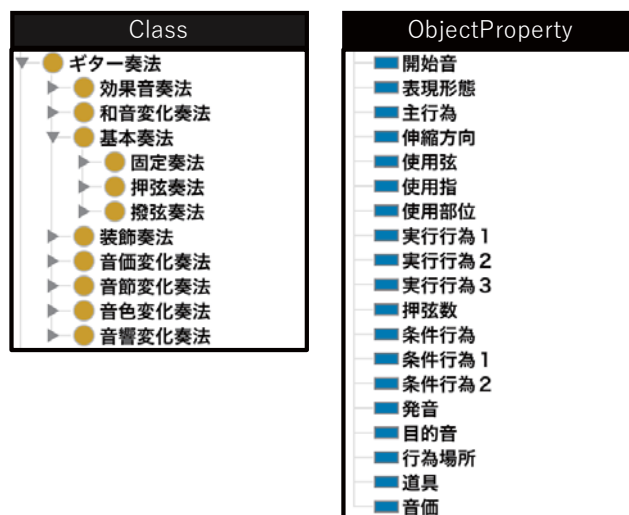 Class
ギター奏法
効果音奏法
和音変化奏法
基本奏法
固定奏法
押弦奏法
撥弦奏法
装飾奏法
音価変化奏法
音節変化奏法
音色変化奏法
音響変化奏法
ObjectProperty
開始音
表現形態
主行為
伸縮方向
使用弦
使用指
使用部位
実行行為1
実行行為2
実行行為3
押弦数
条件行為
条件行為1
条件行為2
発音
目的音
行為場所
道具
音価